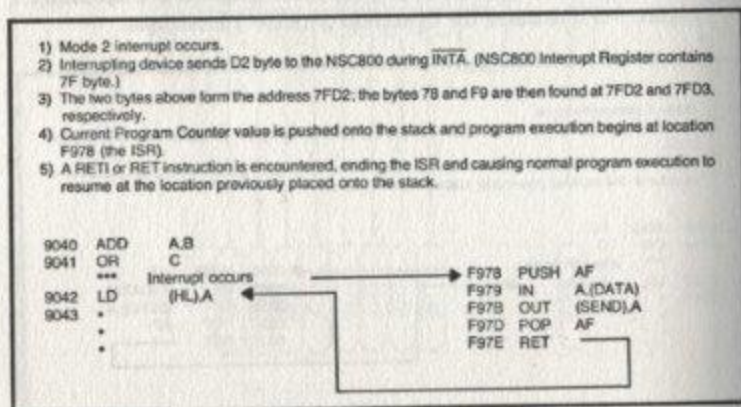 1) Mode 2 interrupt occurs.
2) Interrupting device sends D2 byte to the NSC800 during INTA. (NSC800 Interrupt Register contains
7F byte.)
3) The two bytes above form the address 7FD2; the bytes 78 and F9 are then found at 7FD2 and 7FD3,
respectively.
4) Current Program Counter value is pushed onto the stack and program execution begins at location
F978 (the ISR).
5) A RETI or RET instruction is encountered, ending the ISR and causing normal program execution to
resume at the location previously placed onto the stack.
9040 ADD A,B
9041 OR C
*** Interrupt occurs
9042 LD (HL),A
9043 *
*
*
F978 PUSH AF
F979 IN A,(DATA)
F97B OUT (SEND),A
F97D POP AF
F97E RET